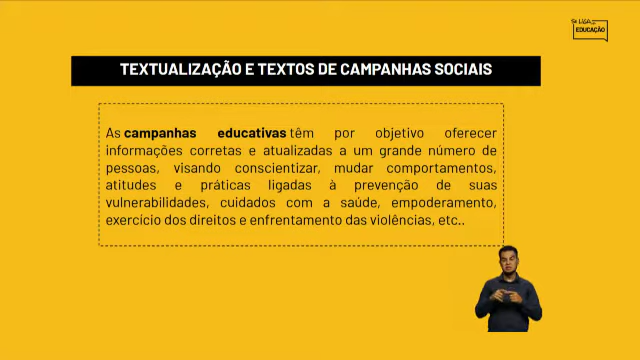 Se LIGA na
EDUCAÇÃO
TEXTUALIZAÇÃO E TEXTOS DE CAMPANHAS SOCIAIS
As campanhas educativas têm por objetivo oferecer
informações corretas e atualizadas a um grande número de
pessoas, visando conscientizar, mudar comportamentos,
atitudes e práticas ligadas à prevenção de suas
vulnerabilidades, cuidados com a saúde, empoderamento,
exercício dos direitos e enfrentamento das violências, etc..